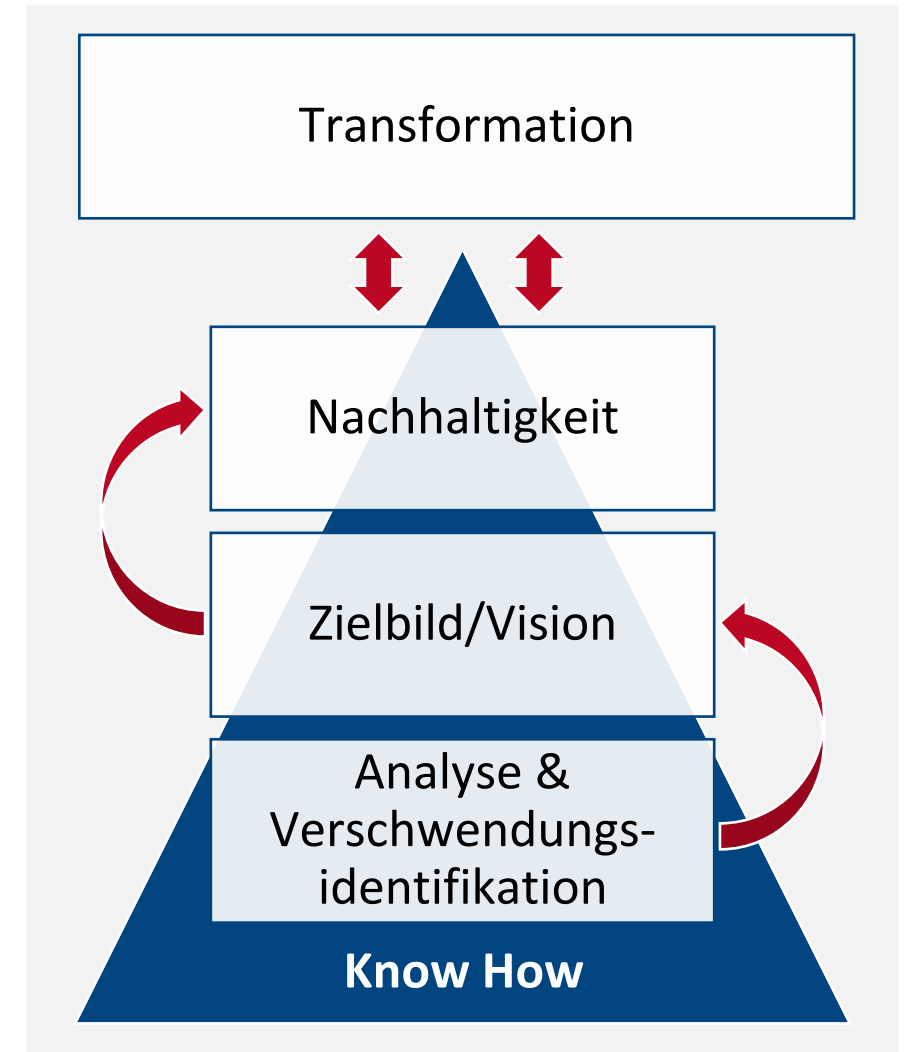 Transformation
Nachhaltigkeit
Zielbild/Vision
Analyse &
Verschwendungs-
identifikation
Know How